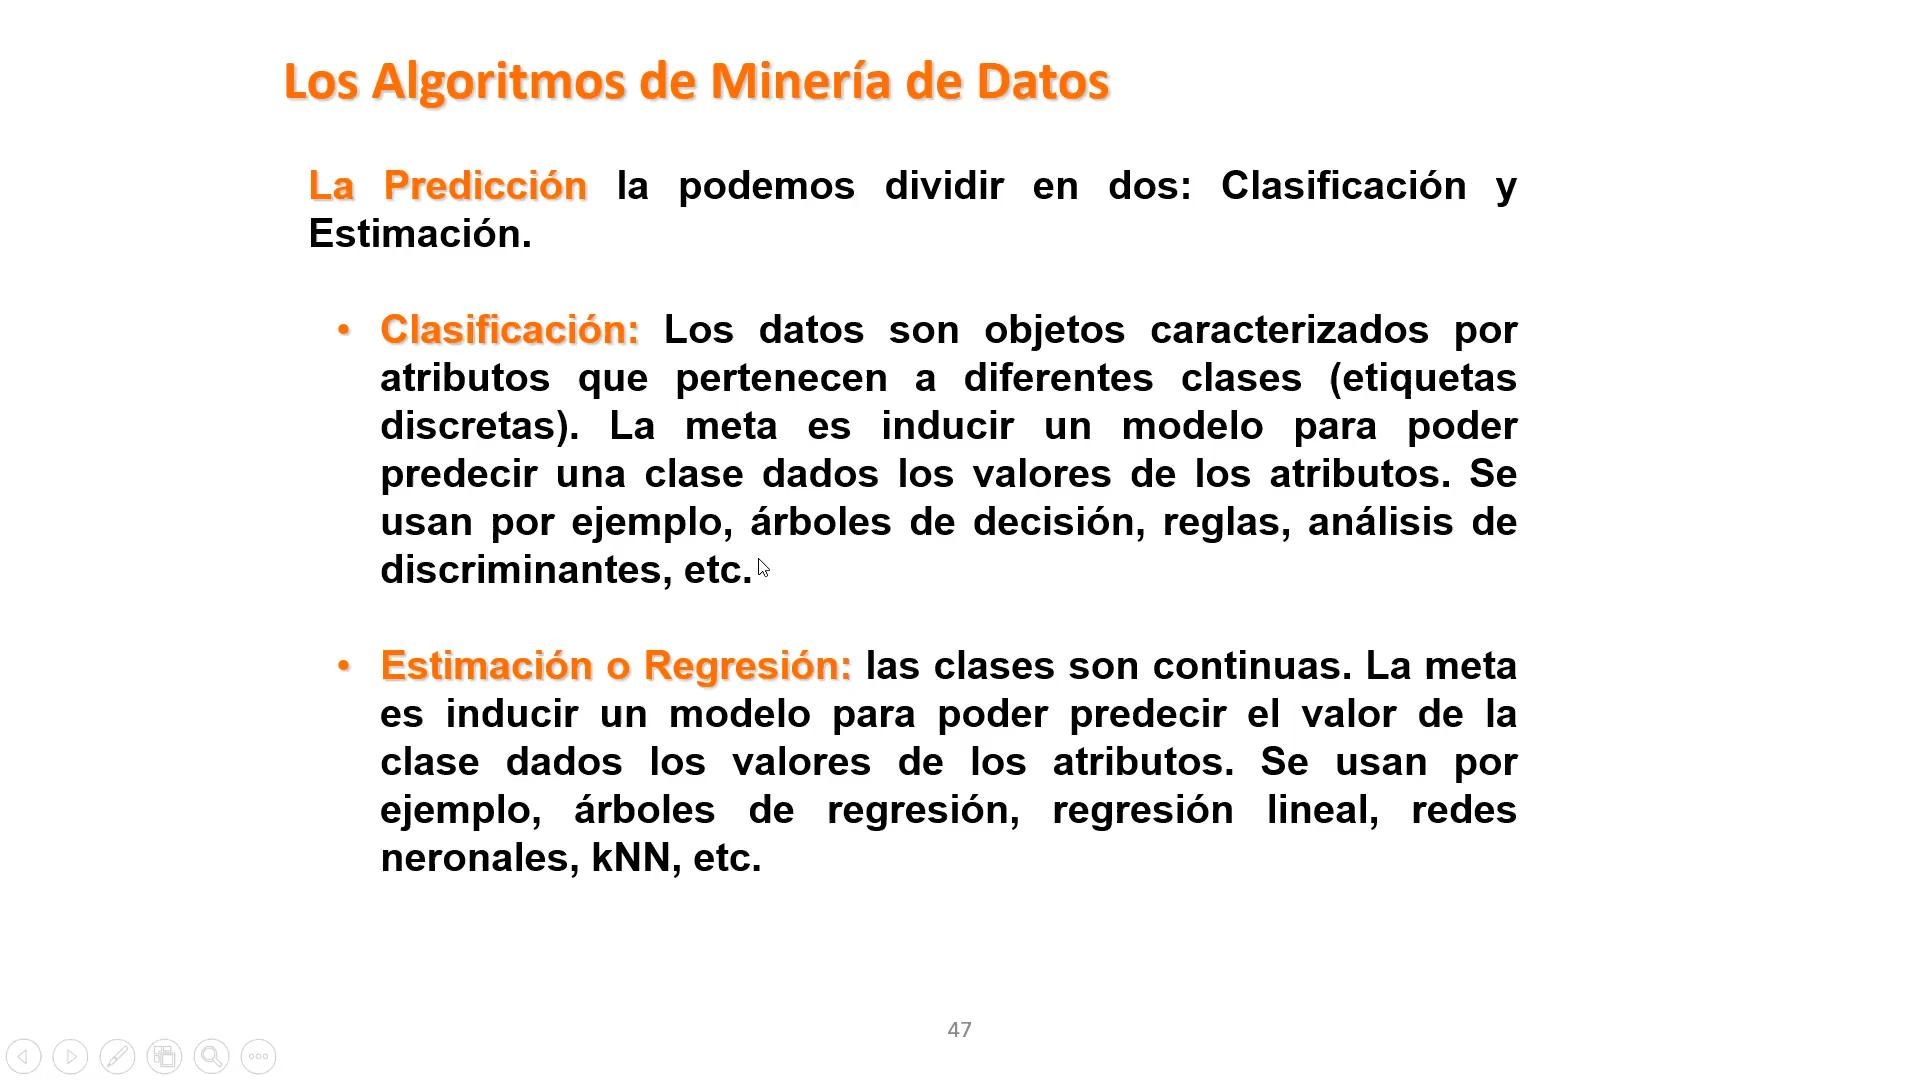 Los Algoritmos de Minería de Datos
La Predicción la podemos dividir en dos: Clasificación y
Estimación.
• Clasificación: Los datos son objetos caracterizados por
atributos que pertenecen a diferentes clases (etiquetas
discretas). La meta es inducir un modelo para poder
predecir una clase dados los valores de los atributos. Se
usan por ejemplo, árboles de decisión, reglas, análisis de
discriminantes, etc.
• Estimación o Regresión: las clases son continuas. La meta
es inducir un modelo para poder predecir el valor de la
clase dados los valores de los atributos. Se usan por
ejemplo, árboles de regresión, regresión lineal, redes
neronales, kNN, etc.
47